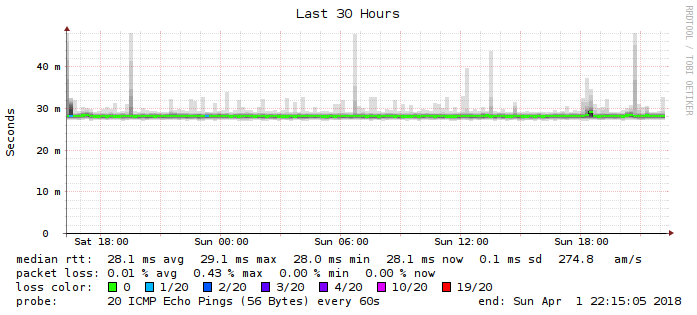 Last 30 Hours
RRDTOOL / TOBI OETIKER
Seconds
40 m
30 m
20 m
10 m
0
Sat 18:00 Sun 00:00 Sun 06:00 Sun 12:00 Sun 18:00
median rtt: 28.1 ms avg 29.1 ms max 28.0 ms min 28.1 ms now 0.1 ms sd 274.8 am/s
packet loss: 0.01 % avg 0.43 % max 0.00 % min 0.00 % now
loss color: 0 1/20 2/20 3/20 4/20 10/20 19/20
probe: 20 ICMP Echo Pings (56 Bytes) every 60s end: Sun Apr 1 22:15:05 2018